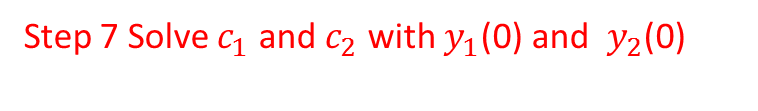 Step 7 Solve c₁ and c₂ with y₁(0) and y₂(0)